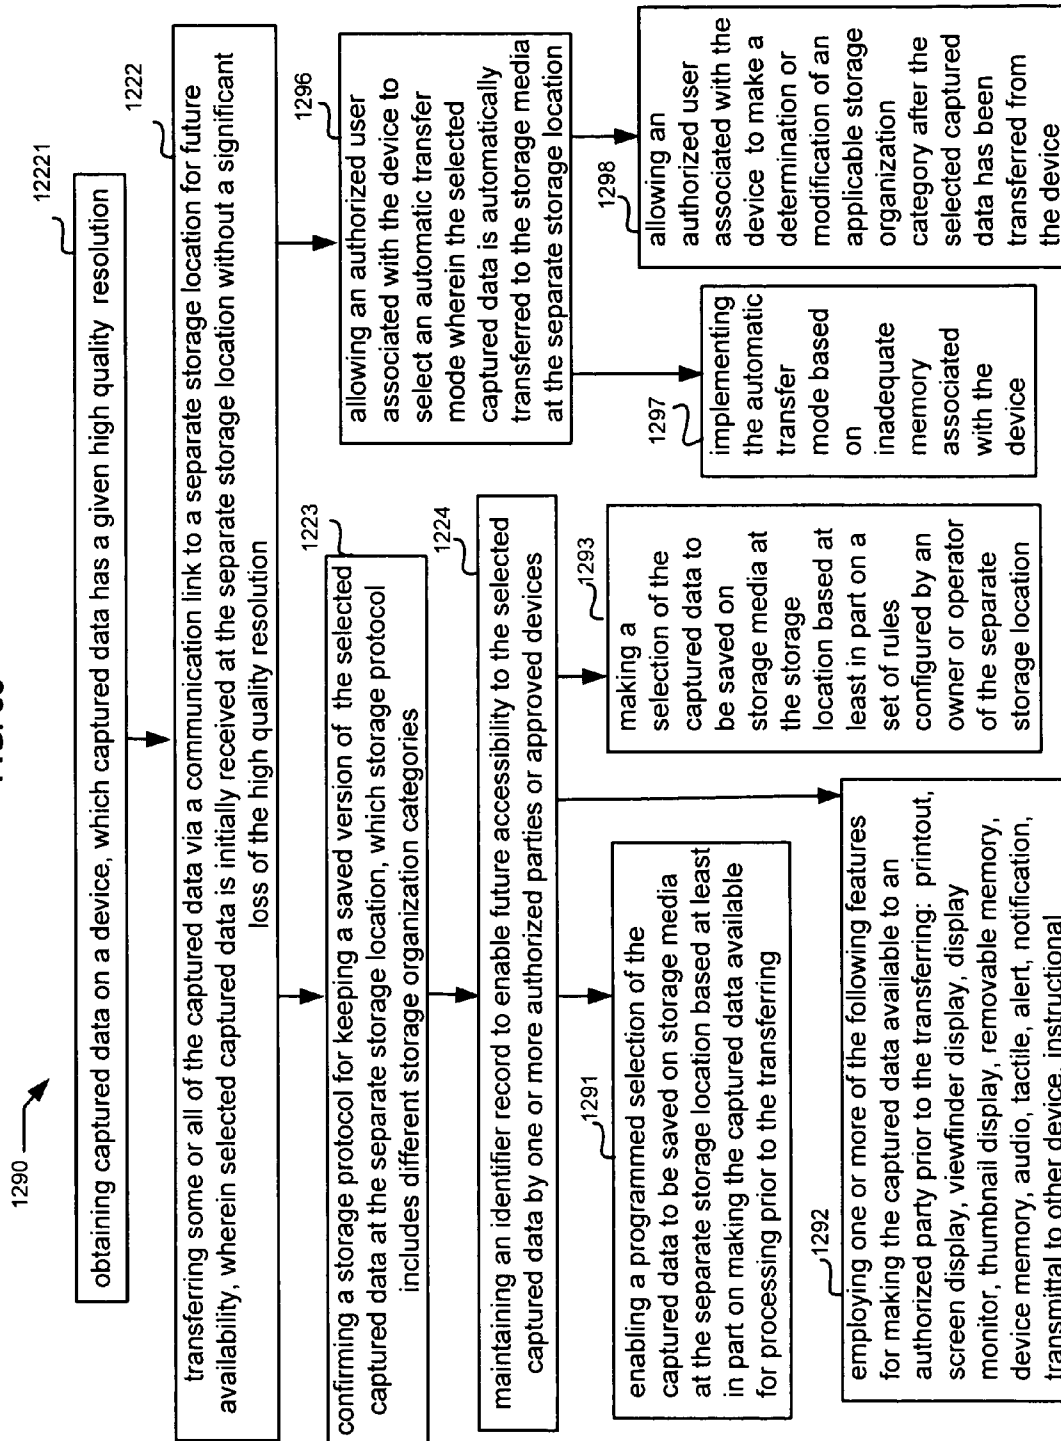 1290
12221
obtaining captured data on a device, which captured data has a given high quality resolution
1222
transferring some or all of the captured data via a communication link to a separate storage location for future
availability, wherein selected captured data is initially received at the separate storage location without a significant
loss of the high quality resolution
1223
confirming a storage protocol for keeping a saved version of the selected
captured data at the separate storage location, which storage protocol
includes different storage organization categories
1224
maintaining an identifier record to enable future accessibility to the selected
captured data by one or more authorized parties or approved devices
1296
allowing an authorized user
associated with the device to
select an automatic transfer
mode wherein the selected
captured data is automatically
transferred to the storage media
at the separate storage location
1291
enabling a programmed selection of the
captured data to be saved on storage media
at the separate storage location based at least
in part on making the captured data available
for processing prior to the transferring
1293
making a
selection of the
captured data to
be saved on
storage media at
the storage
location based at
least in part on a
set of rules
configured by an
owner or operator
of the separate
storage location
1297
implementing
the automatic
transfer
mode based
on
inadequate
memory
associated
with the
device
1298
allowing an
authorized user
associated with the
device to make a
determination or
modification of an
applicable storage
organization
category after the
selected captured
data has been
transferred from
the device
1292
employing one or more of the following features
for making the captured data available to an
authorized party prior to the transferring: printout,
screen display, viewfinder display, display
monitor, thumbnail display, removable memory,
device memory, audio, tactile, alert, notification,
transmittal to other device, instructional